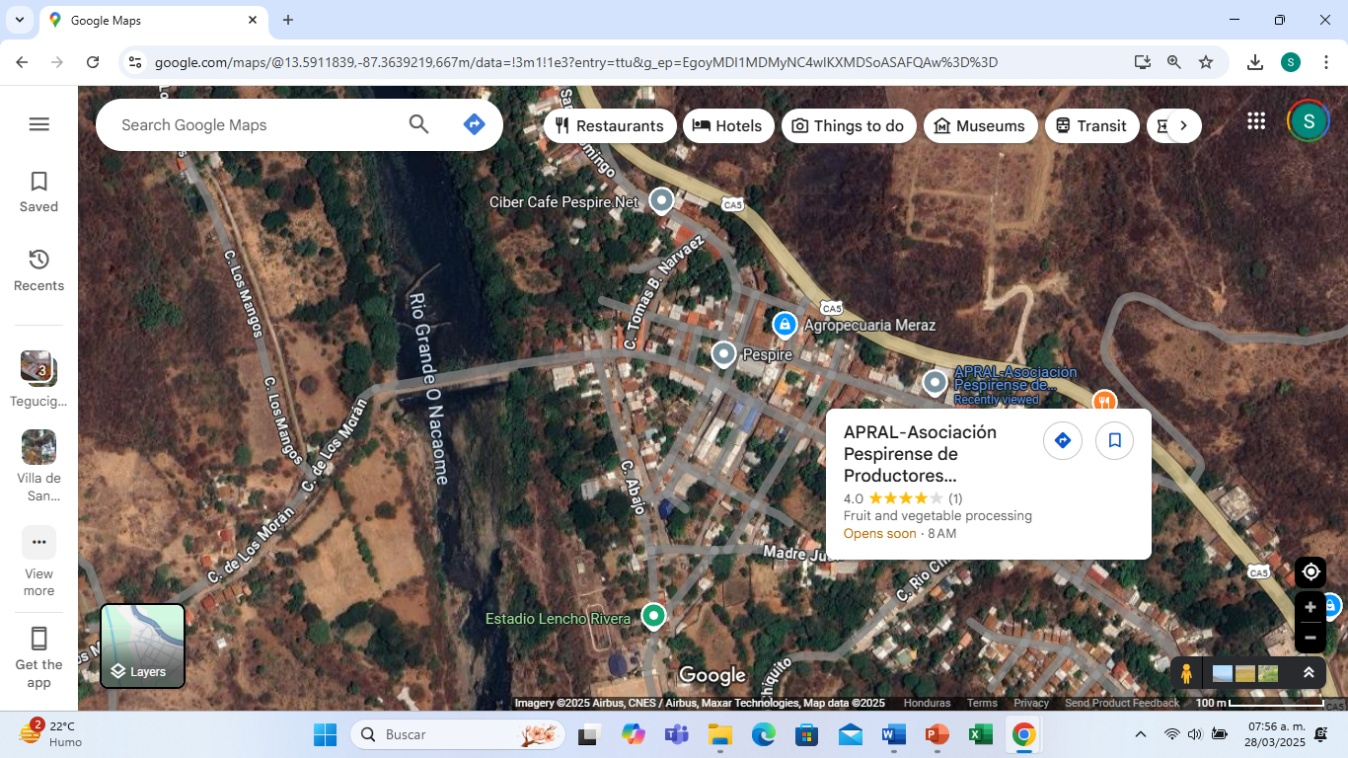 Google Maps
google.com/maps/@13.5911839,-87.3639219,667m/data=!3m1!1e3?entry=ttu&g_ep=EgoyMDI1MDMyNC4wIKXMDSoASAFQAw%3D%3D
S
Search Google Maps
Restaurants
Hotels
Things to do
Museums
Transit
S
Saved
Recents
3
Tegucig...
Villa de
San...
View
more
Get the
app
Ciber Cafe Pespire.Net
CA5
C. Tomas B. Narvaez
C. Los Mangos
Rio Grande O Nacaome
CA5
Agropecuaria Meraz
Pespire
APRAL-Asociación
Pespirense de...
Recently viewed
C. Los Mangos
C. de Los Morán
APRAL-Asociación
Pespirense de
Productores...
4.0
(1)
Fruit and vegetable processing
Opens soon · 8 AM
C. Abajo
C. de Los Morán
CA5
Estadio Lencho Rivera
Layers
Google
Imagery ©2025 Airbus, CNES / Airbus, Maxar Technologies, Map data ©2025
Honduras
Terms
Privacy
Send Product Feedback
100 m
2
22°C
Humo
Buscar
07:56 a. m.
28/03/2025